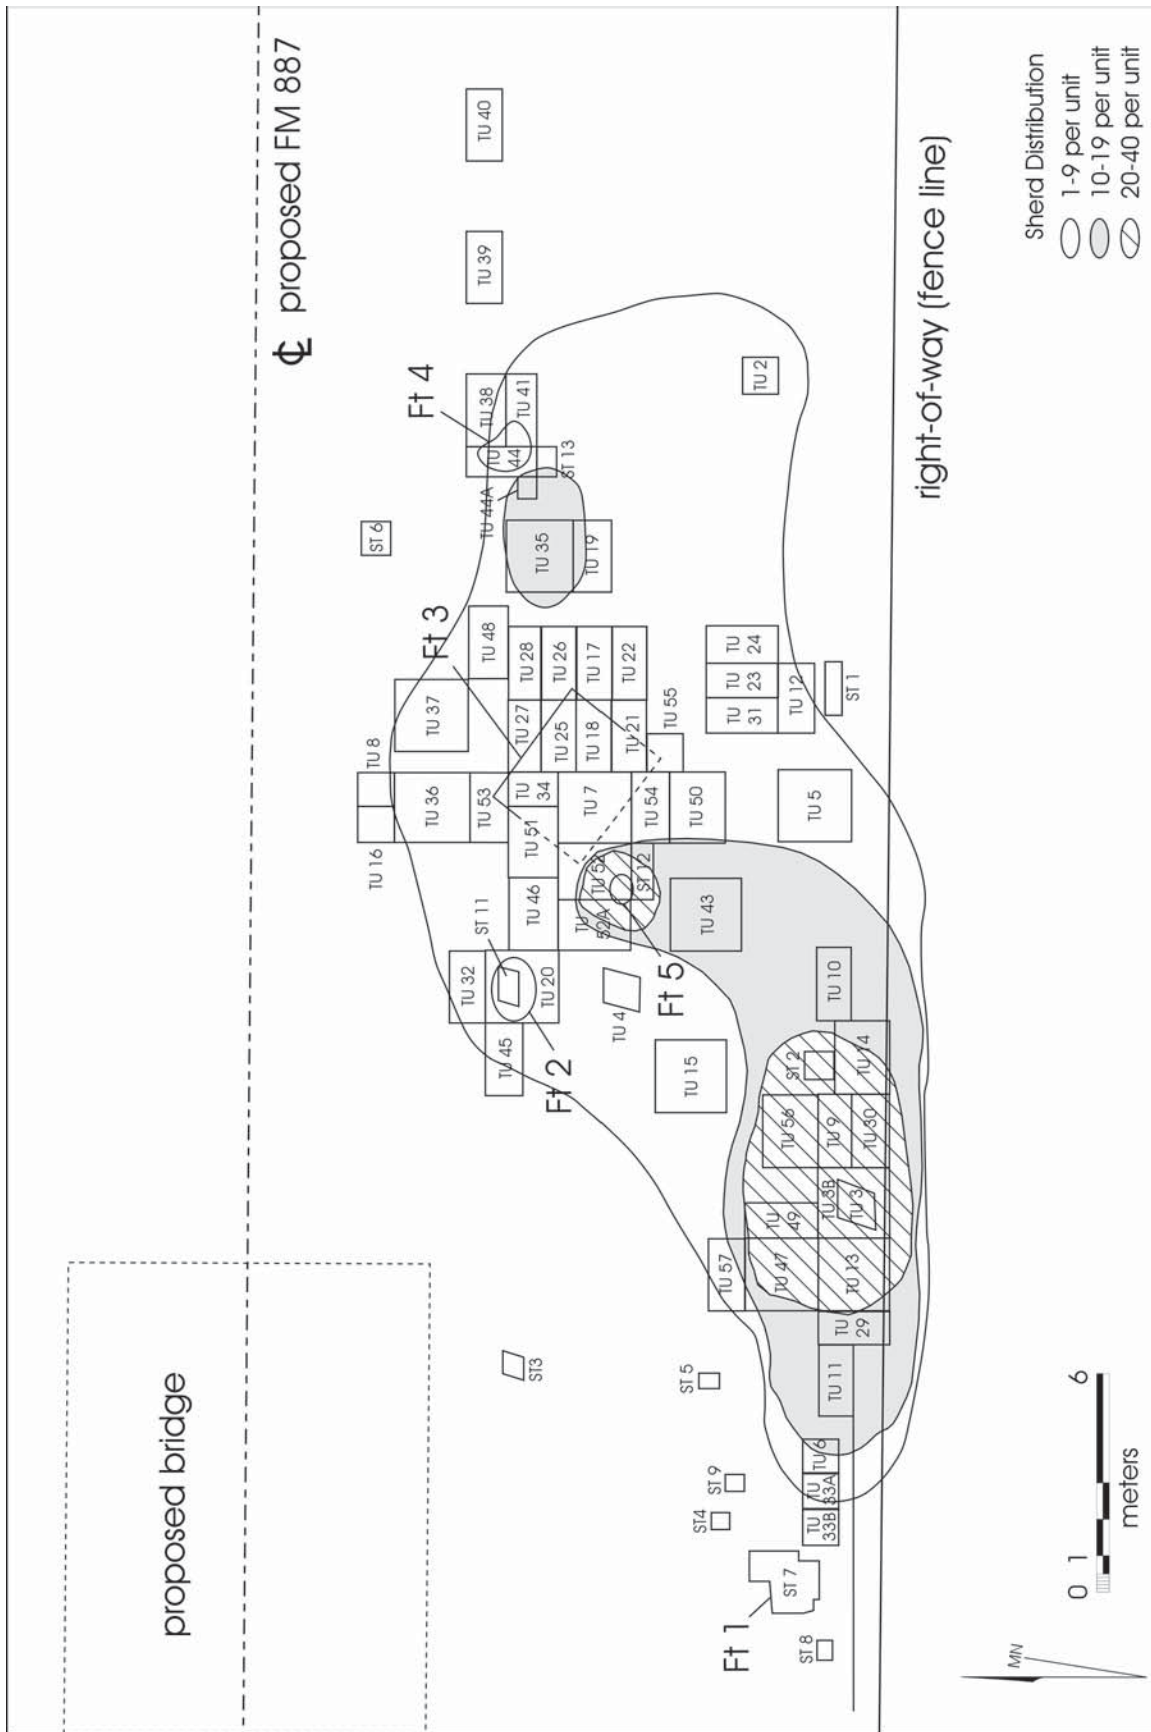 proposed bridge
℄ proposed FM 887
TU 40
TU 39
Ft 4
TU 38
TU 41
TU
44
ST 13
TU 44A
TU 35
TU 19
ST 6
TU 2
Ft 3
TU 48
TU 37
TU 8
TU 16
TU 36
TU 53
TU 28
TU 26
TU 17
TU 22
TU 27
TU 25
TU 18
TU 21
TU 55
TU
34
TU 7
TU 54
TU 50
TU 51
TU 46
TU 52
ST 12
TU
52A
TU 43
Ft 5
TU
24
TU
23
TU
31
TU 12
ST 1
TU 5
ST 11
TU 32
TU 20
TU 45
Ft 2
TU 4
TU 15
TU 10
TU 14
ST 2
TU 56
TU 9
TU 30
TU 3B
TU 3
TU
49
TU 47
TU 57
TU 13
TU
29
TU 11
ST3
ST 5
ST 9
ST4
TU 6
TU
33A
TU
33B
ST 7
Ft 1
ST 8
right-of-way (fence line)
Sherd Distribution
1-9 per unit
10-19 per unit
20-40 per unit
0 1 6
meters
MN